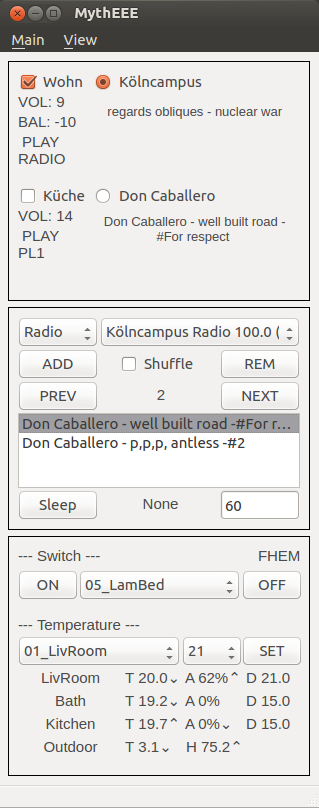 MythEEE
Main View
Wohn Kölncampus
VOL: 9
regards obliques - nuclear war
BAL: -10
PLAY
RADIO
Küche Don Caballero
VOL: 14
Don Caballero - well built road -
#For respect
PLAY
PL1
Radio Kölncampus Radio 100.0 (
ADD Shuffle REM
PREV 2 NEXT
Don Caballero - well built road -#For r...
Don Caballero - p,p,p, antless -#2
Sleep None 60
--- Switch --- FHEM
ON 05_LamBed OFF
--- Temperature ---
01_LivRoom 21 SET
LivRoom T 20.0⌄ A 62%⌃ D 21.0
Bath T 19.2⌄ A 0% D 15.0
Kitchen T 19.7⌃ A 0%⌄ D 15.0
Outdoor T 3.1⌄ H 75.2⌃